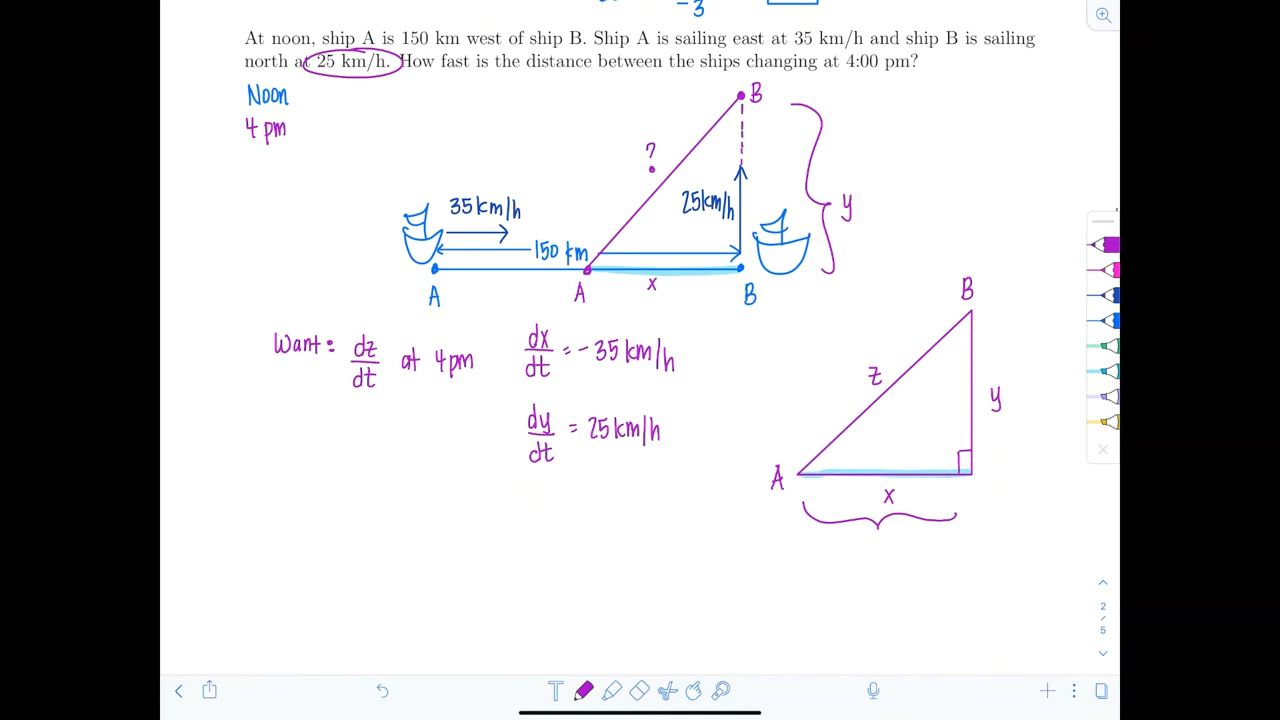 -3
At noon, ship A is 150 km west of ship B. Ship A is sailing east at 35 km/h and ship B is sailing
north at 25 km/h. How fast is the distance between the ships changing at 4:00 pm?
Noon
4 pm
B
?
35 km/h
25 km/h
y
150 km
A
A
x
B
B
Want: dz/dt at 4 pm
dx/dt = -35 km/h
z
y
dy/dt = 25 km/h
A
x
2
/
5
T